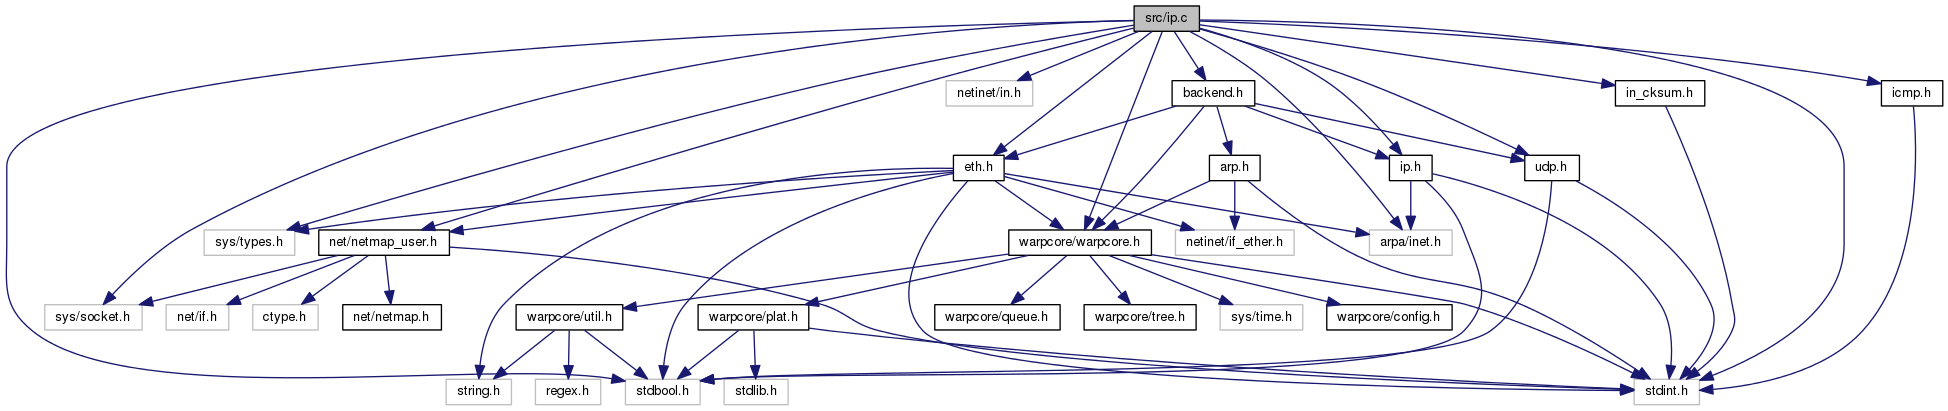 src/ip.c
netinet/in.h
backend.h
in_cksum.h
icmp.h
eth.h
arp.h
ip.h
udp.h
sys/types.h
net/netmap_user.h
warpcore/warpcore.h
netinet/if_ether.h
arpa/inet.h
sys/socket.h
net/if.h
ctype.h
net/netmap.h
warpcore/util.h
warpcore/plat.h
warpcore/queue.h
warpcore/tree.h
sys/time.h
warpcore/config.h
string.h
regex.h
stdbool.h
stdlib.h
stdint.h